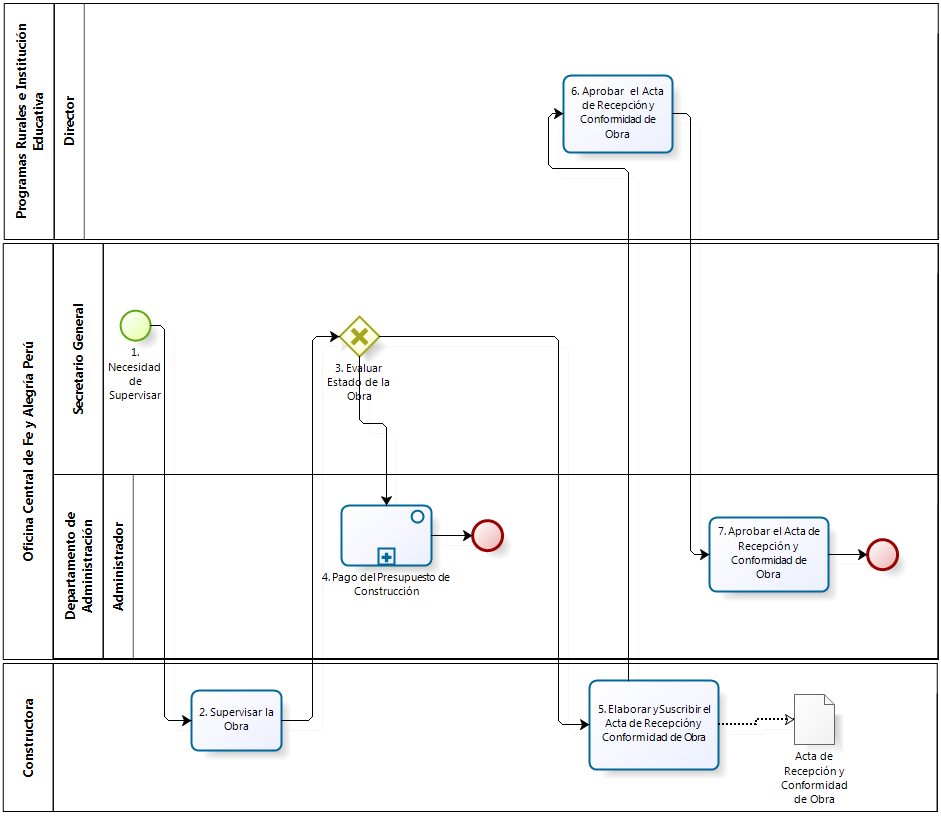 Programas Rurales e Institución
Educativa
Director
6. Aprobar el Acta
de Recepción y
Conformidad de
Obra
Oficina Central de Fe y Alegría Perú
Secretario General
1.
Necesidad
de
Supervisar
3. Evaluar
Estado de la
Obra
Departamento de
Administración
Administrador
4. Pago del Presupuesto de
Construcción
7. Aprobar el Acta de
Recepción y
Conformidad de
Obra
Constructora
2. Supervisar la
Obra
5. Elaborar y Suscribir el
Acta de Recepción y
Conformidad de Obra
Acta de
Recepción y
Conformidad
de Obra